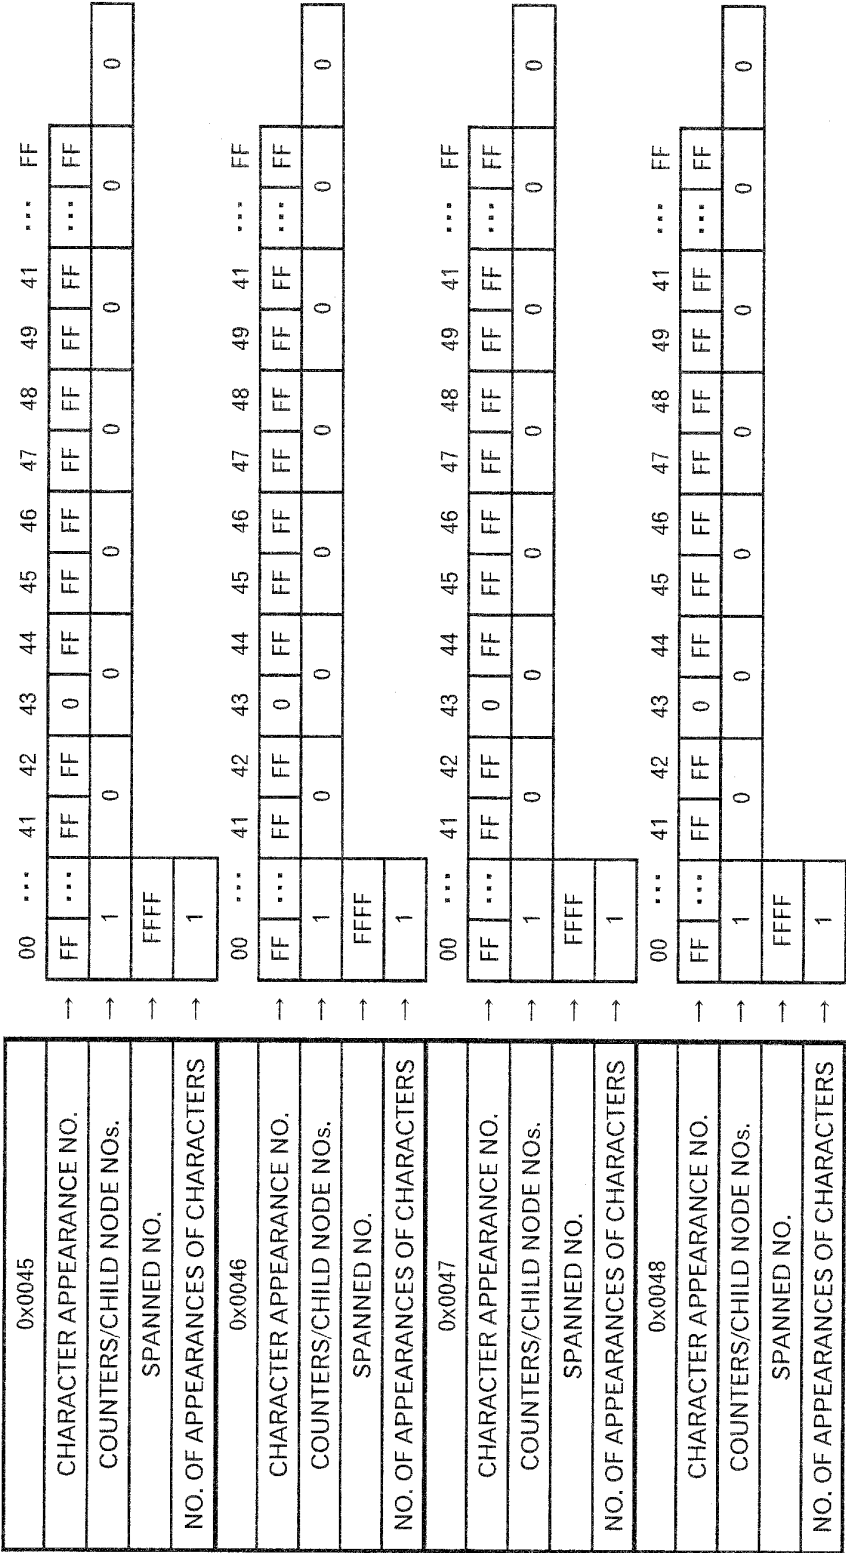 0x0045
00 ... 41 42 43 44 45 46 47 48 49 41 ... FF
CHARACTER APPEARANCE NO. → FF ... FF FF 0 FF FF FF FF FF FF FF ... FF
COUNTERS/CHILD NODE NOs. → 1 0 0 0 0 0 0 0
SPANNED NO. → FFFF
NO. OF APPEARANCES OF CHARACTERS → 1
0x0046
00 ... 41 42 43 44 45 46 47 48 49 41 ... FF
CHARACTER APPEARANCE NO. → FF ... FF FF 0 FF FF FF FF FF FF FF ... FF
COUNTERS/CHILD NODE NOs. → 1 0 0 0 0 0 0 0
SPANNED NO. → FFFF
NO. OF APPEARANCES OF CHARACTERS → 1
0x0047
00 ... 41 42 43 44 45 46 47 48 49 41 ... FF
CHARACTER APPEARANCE NO. → FF ... FF FF 0 FF FF FF FF FF FF FF ... FF
COUNTERS/CHILD NODE NOs. → 1 0 0 0 0 0 0 0
SPANNED NO. → FFFF
NO. OF APPEARANCES OF CHARACTERS → 1
0x0048
00 ... 41 42 43 44 45 46 47 48 49 41 ... FF
CHARACTER APPEARANCE NO. → FF ... FF FF 0 FF FF FF FF FF FF FF ... FF
COUNTERS/CHILD NODE NOs. → 1 0 0 0 0 0 0 0
SPANNED NO. → FFFF
NO. OF APPEARANCES OF CHARACTERS → 1